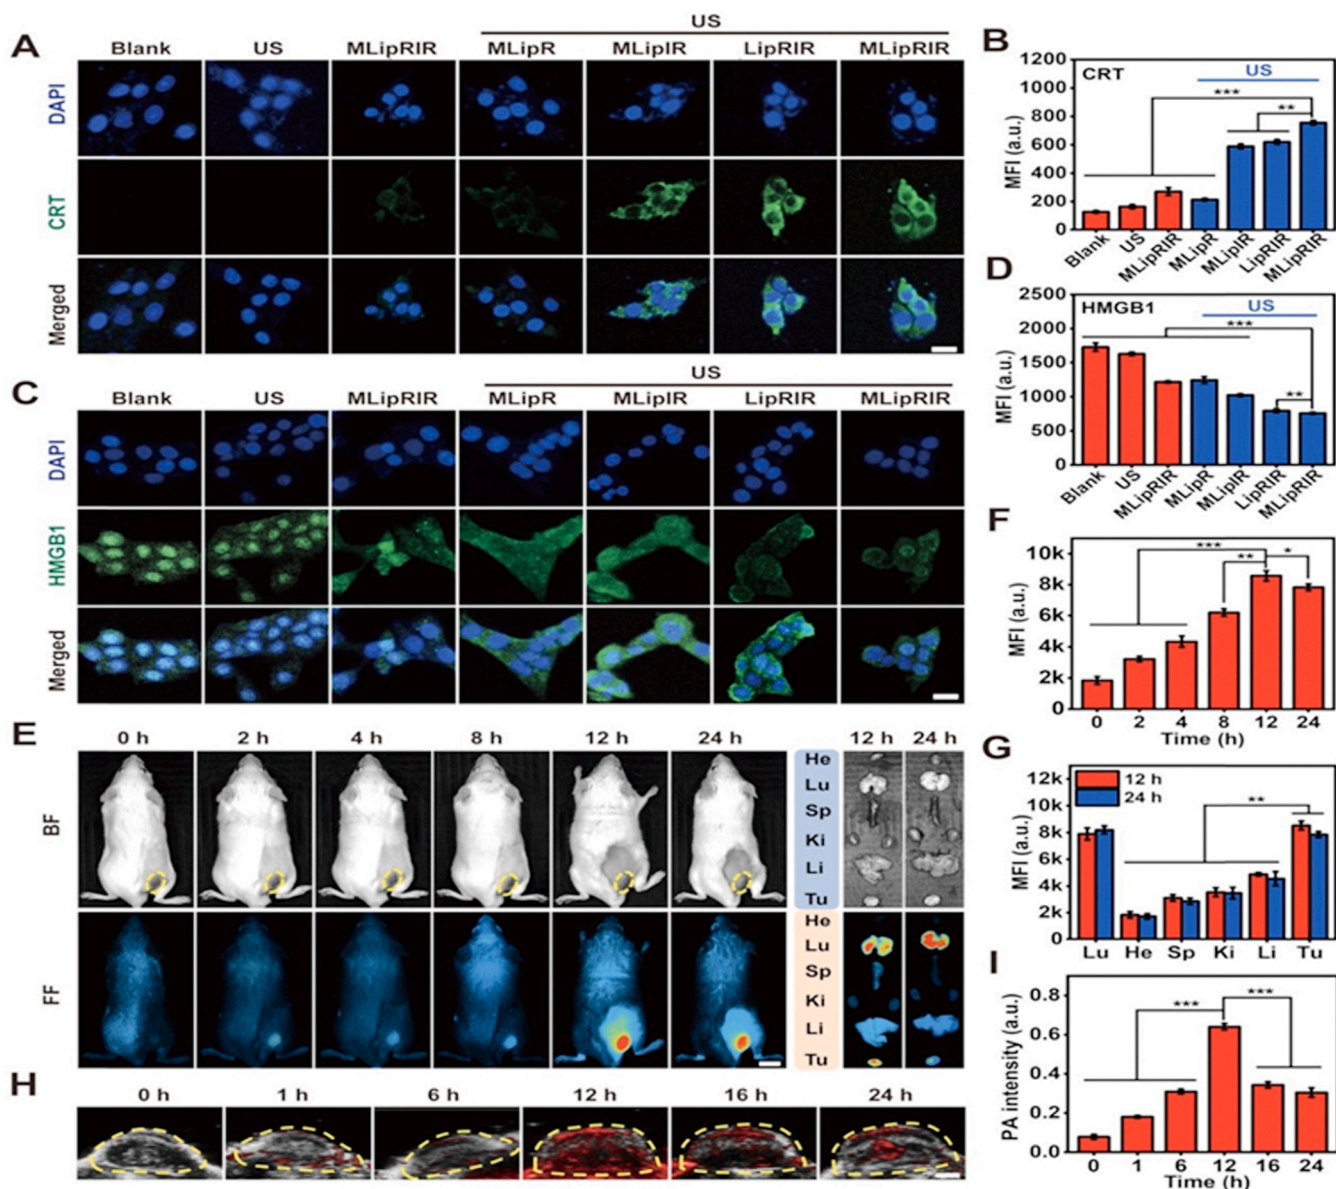 A
US
Blank US MLipRIR MLipR MLipIR LipRIR MLipRIR
DAPI
CRT
Merged
B
CRT
US
***
**
MFI (a.u.)
1200
1000
800
600
400
200
0
Blank US MLipRIR MLipR MLipIR LipRIR MLipRIR
C
US
Blank US MLipRIR MLipR MLipIR LipRIR MLipRIR
DAPI
HMGB1
Merged
D
HMGB1
US
***
**
MFI (a.u.)
2500
2000
1500
1000
500
0
Blank US MLipRIR MLipR MLipIR LipRIR MLipRIR
E
0 h 2 h 4 h 8 h 12 h 24 h 12 h 24 h
BF
He
Lu
Sp
Ki
Li
Tu
FF
He
Lu
Sp
Ki
Li
Tu
F
***
**
*
MFI (a.u.)
10k
8k
6k
4k
2k
0
0 2 4 8 12 24
Time (h)
G
12 h
24 h
**
MFI (a.u.)
12k
10k
8k
6k
4k
2k
0
Lu He Sp Ki Li Tu
H
0 h 1 h 6 h 12 h 16 h 24 h
I
*** ***
PA intensity (a.u.)
0.8
0.6
0.4
0.2
0.0
0 1 6 12 16 24
Time (h)